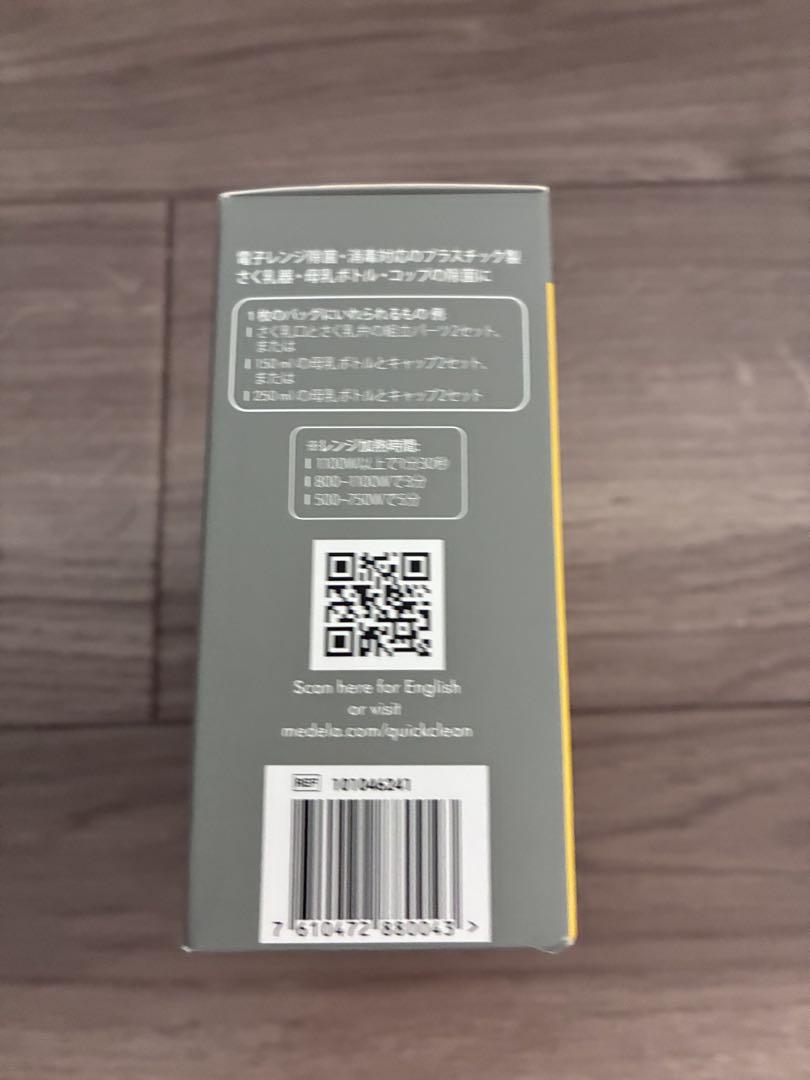 電子レンジ除菌・消毒対応のプラスチック製
さく乳器・母乳ボトル・コップの除菌に
1枚のバッグにいれられるもの例:
さく乳口とさく乳弁の組立パーツ2セット、
または
150mlの母乳ボトルとキャップ2セット、
または
250mlの母乳ボトルとキャップ2セット
※レンジ加熱時間:
1100W以上で1分30秒
800-1100Wで3分
500-750Wで5分
Scan here for English
or visit
medela.com/quickclean
REF 101046241
7 610472 880043 >